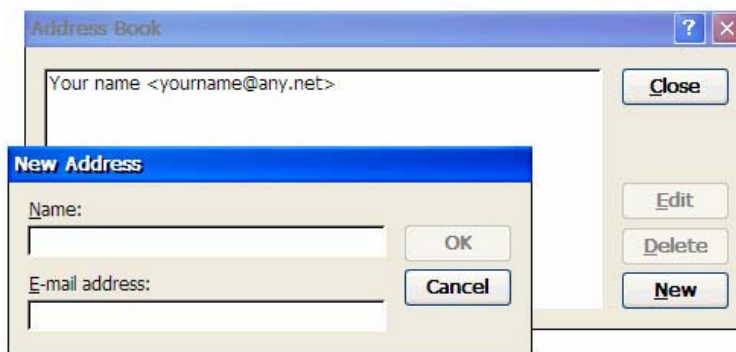 Address Book
?
Your name <yourname@any.net>
Close
New Address
Name:
OK
E-mail address:
Cancel
Edit
Delete
New